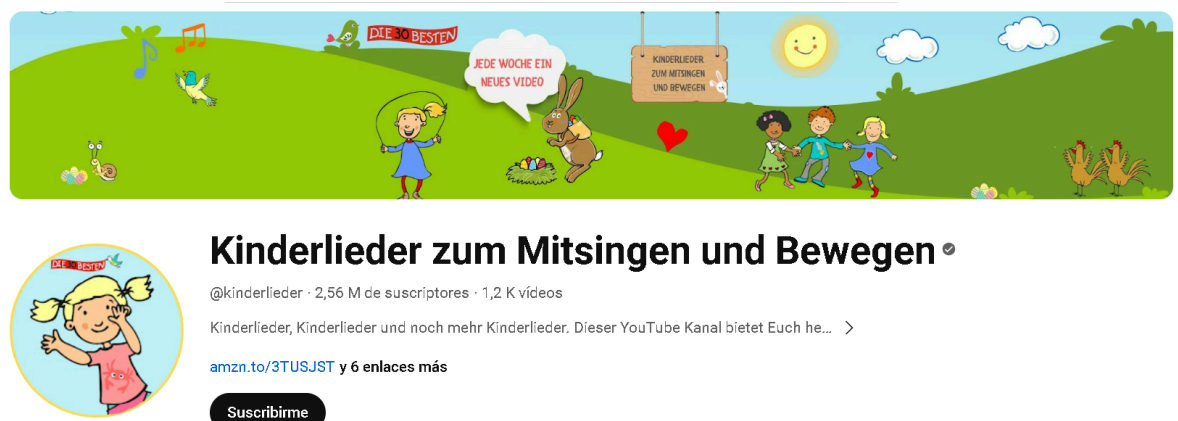 DIE 30 BESTEN
JEDE WOCHE EIN
NEUES VIDEO
KINDERLIEDER
ZUM MITSINGEN
UND BEWEGEN
DIE 30 BESTEN
Kinderlieder zum Mitsingen und Bewegen
@kinderlieder · 2,56 M de suscriptores · 1,2 K vídeos
Kinderlieder, Kinderlieder und noch mehr Kinderlieder. Dieser YouTube Kanal bietet Euch he...
amzn.to/3TUSJST y 6 enlaces más
Suscribirme